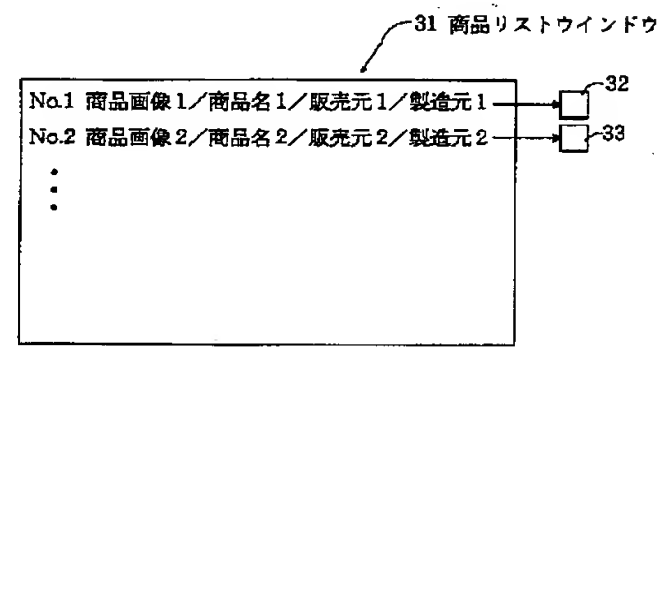 31 商品リストウインドウ
No.1 商品画像1/商品名1/販売元1/製造元1
32
No.2 商品画像2/商品名2/販売元2/製造元2
33